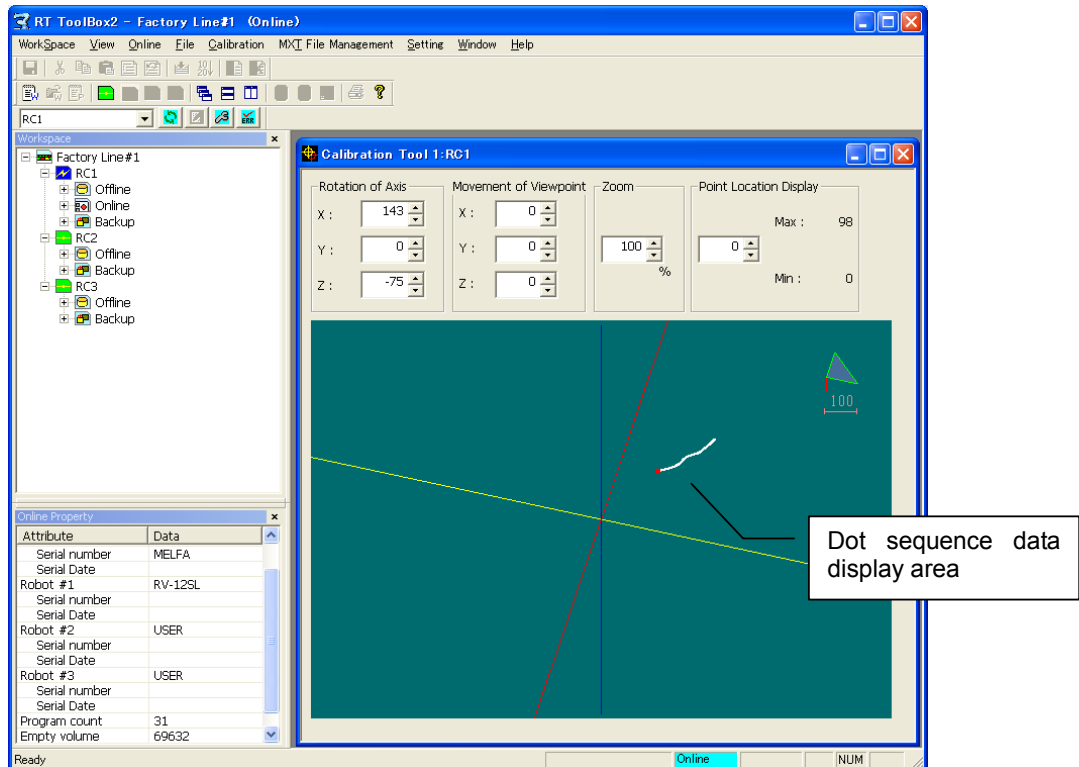 RT ToolBox2 - Factory Line#1 (Online)
WorkSpace View Online File Calibration MXT File Management Setting Window Help
RC1
Workspace
Factory Line#1
RC1
Offline
Online
Backup
RC2
Offline
Backup
RC3
Offline
Backup
Online Property
Attribute Data
Serial number MELFA
Serial Date
Robot #1 RV-12SL
Serial number
Serial Date
Robot #2 USER
Serial number
Serial Date
Robot #3 USER
Serial number
Serial Date
Program count 31
Empty volume 69632
Calibration Tool 1:RC1
Rotation of Axis Movement of Viewpoint Zoom Point Location Display
X : 143 X : 0 Max : 98
Y : 0 Y : 0 100 % 0
Z : -75 Z : 0 Min : 0
100
Dot sequence data
display area
Ready Online NUM